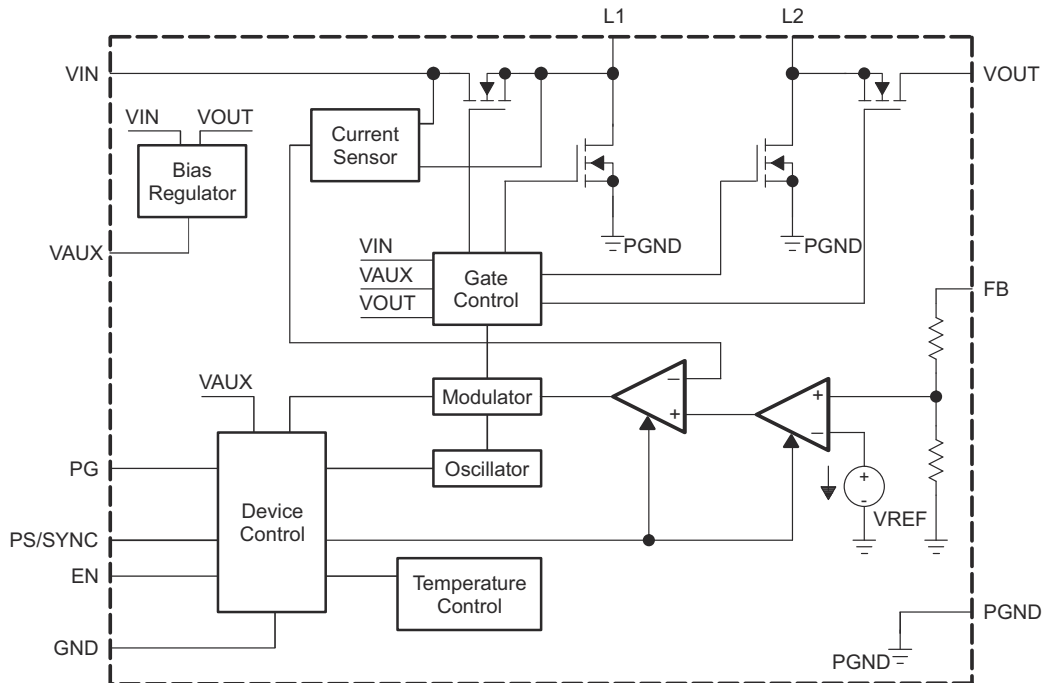 L1
L2
VIN
VOUT
VIN
VOUT
Current
Sensor
Bias
Regulator
VAUX
PGND
PGND
VIN
VAUX
VOUT
Gate
Control
FB
VAUX
Modulator
−
+
+
−
PG
Oscillator
Device
Control
+
-
VREF
PS/SYNC
EN
Temperature
Control
GND
PGND
PGND